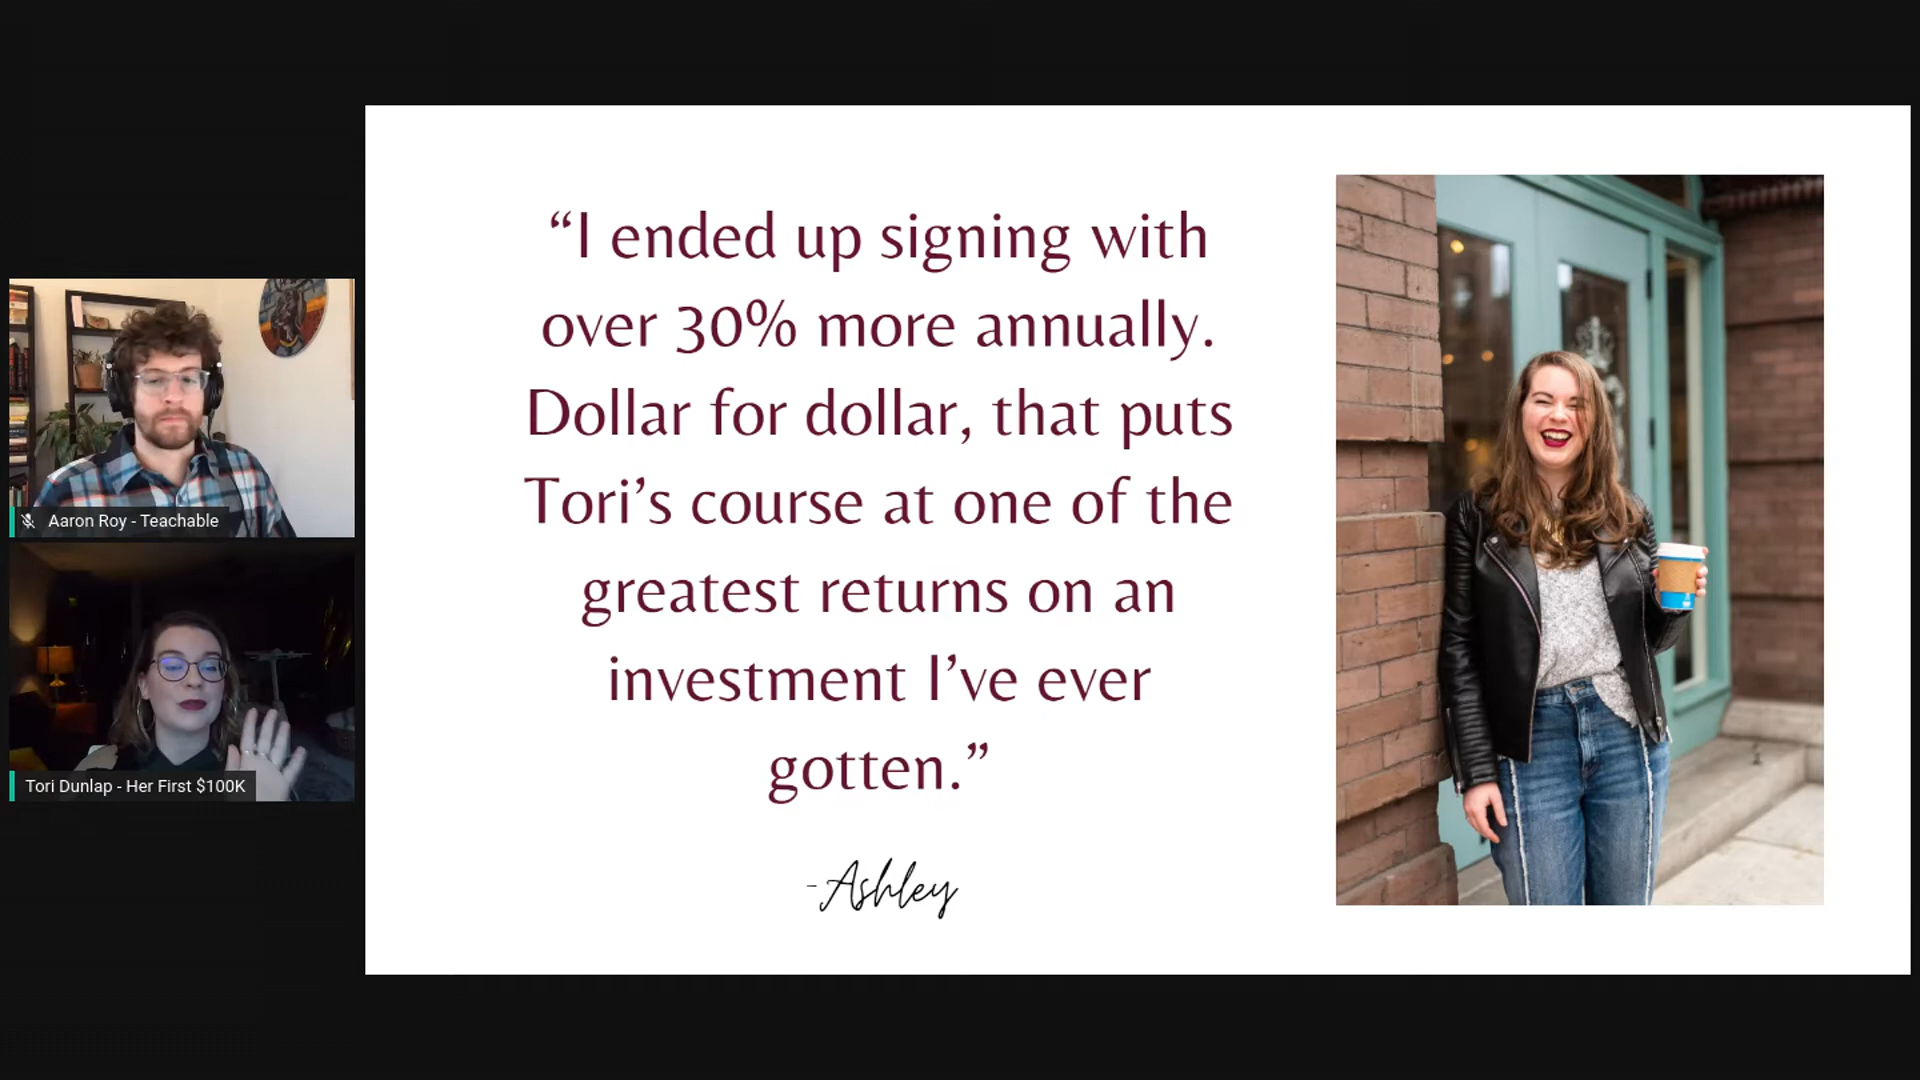 “I ended up signing with
over 30% more annually.
Dollar for dollar, that puts
Tori’s course at one of the
greatest returns on an
investment I’ve ever
gotten.”
-Ashley
Aaron Roy - Teachable
Tori Dunlap - Her First $100K